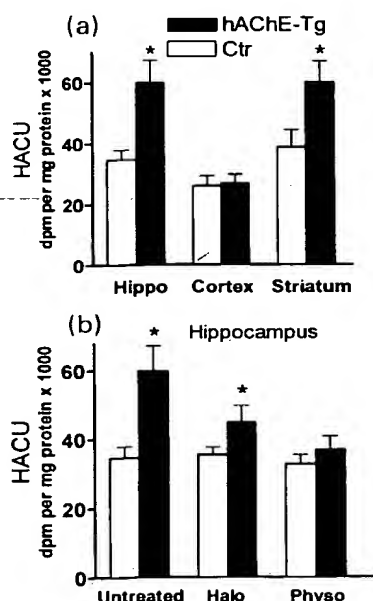 (a)
hAChE-Tg
Ctr
HACU
dpm per mg protein x 1000
60
40
20
0
*
*
Hippo Cortex Striatum
(b)
Hippocampus
HACU
dpm per mg protein x 1000
60
40
20
0
*
*
Untreated Halo Physo